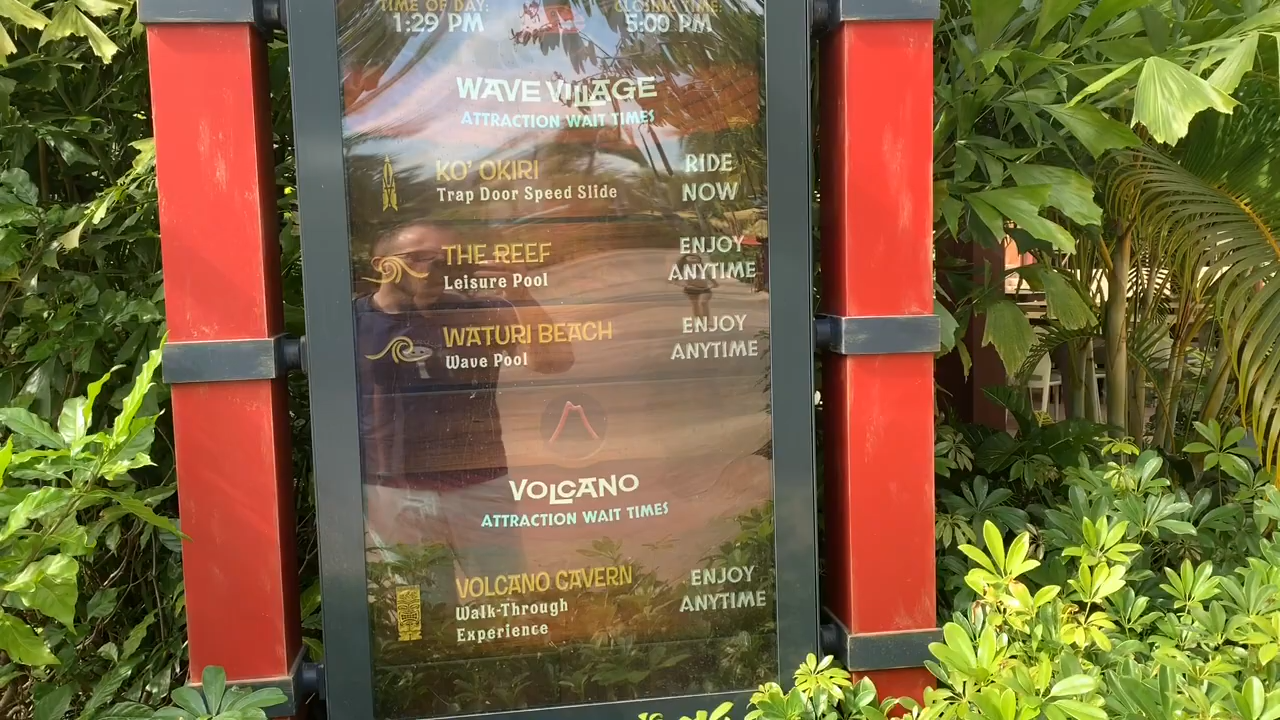 TIME OF DAY: CLOSING TIME:
1:29 PM 5:00 PM
WAVE VILLAGE
ATTRACTION WAIT TIMES
KO' OKIRI
Trap Door Speed Slide
RIDE
NOW
THE REEF
Leisure Pool
ENJOY
ANYTIME
WATURI BEACH
Wave Pool
ENJOY
ANYTIME
VOLCANO
ATTRACTION WAIT TIMES
VOLCANO CAVERN
Walk-Through
Experience
ENJOY
ANYTIME